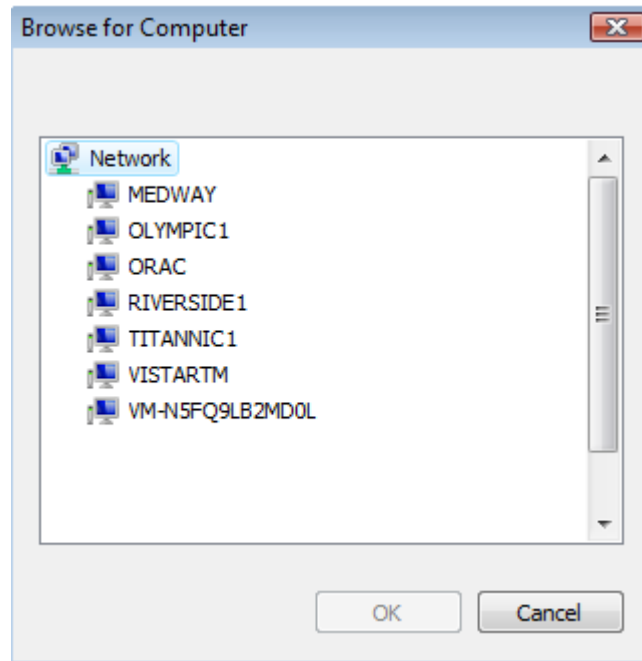 Browse for Computer
Network
MEDWAY
OLYMPIC1
ORAC
RIVERSIDE1
TITANNIC1
VISTARTM
VM-N5FQ9LB2MD0L
OK
Cancel